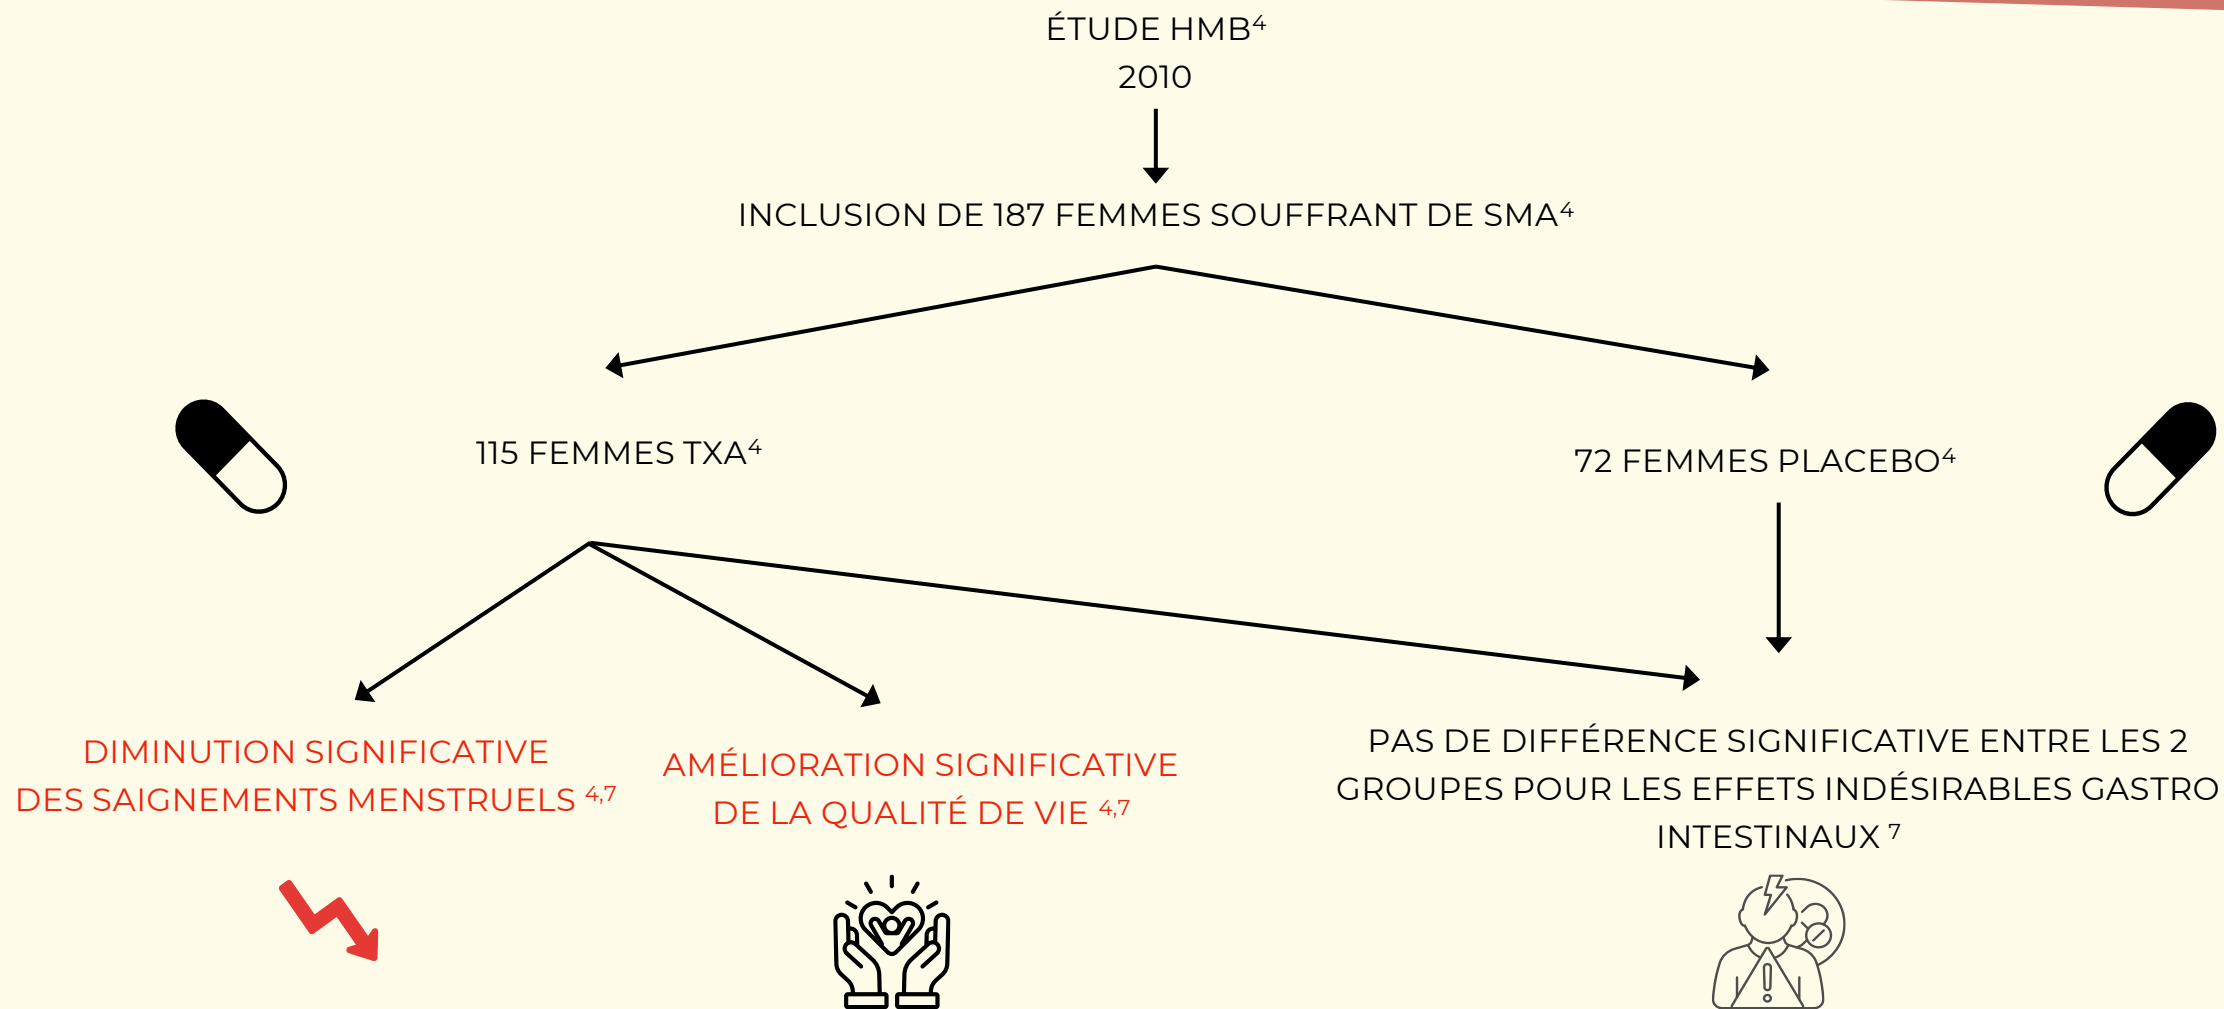 ÉTUDE HMB⁴
2010
INCLUSION DE 187 FEMMES SOUFFRANT DE SMA⁴
115 FEMMES TXA⁴
72 FEMMES PLACEBO⁴
DIMINUTION SIGNIFICATIVE
DES SAIGNEMENTS MENSTRUELS ⁴,⁷
AMÉLIORATION SIGNIFICATIVE
DE LA QUALITÉ DE VIE ⁴,⁷
PAS DE DIFFÉRENCE SIGNIFICATIVE ENTRE LES 2
GROUPES POUR LES EFFETS INDÉSIRABLES GASTRO
INTESTINAUX ⁷